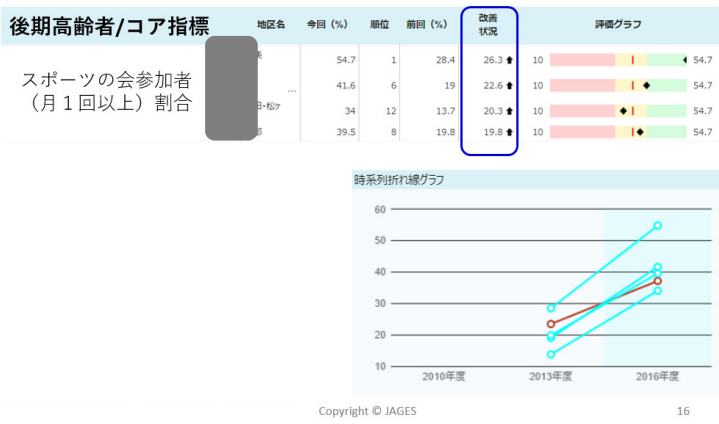 後期高齢者/コア指標
地区名 今回（%） 順位 前回（%） 改善状況 評価グラフ
スポーツの会参加者
（月１回以上）割合
54.7 1 28.4 26.3 ⬆ 10 54.7
… 41.6 6 19 22.6 ⬆ 10 54.7
田・松ヶ 34 12 13.7 20.3 ⬆ 10 54.7
39.5 8 19.8 19.8 ⬆ 10 54.7
時系列折れ線グラフ
60
50
40
30
20
10
2010年度 2013年度 2016年度
Copyright © JAGES 16